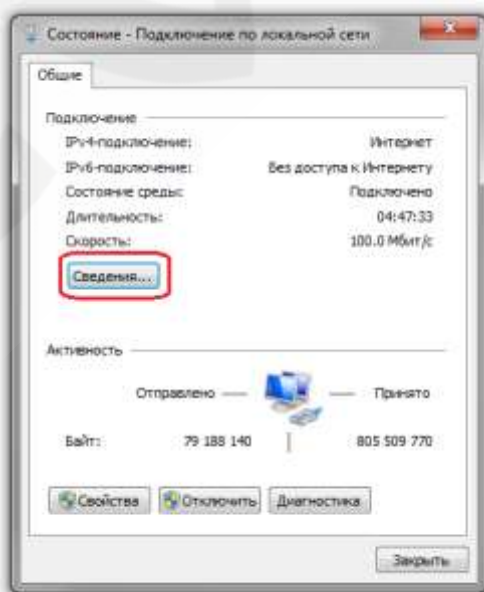 Состояние - Подключение по локальной сети
Общие
Подключение
IPv4-подключение: Интернет
IPv6-подключение: Без доступа к Интернету
Состояние среды: Подключено
Длительность: 04:47:33
Скорость: 100.0 Мбит/с
Сведения...
Активность
Отправлено — — Принято
Байт: 79 188 140 805 509 770
Свойства Отключить Диагностика
Закрыть